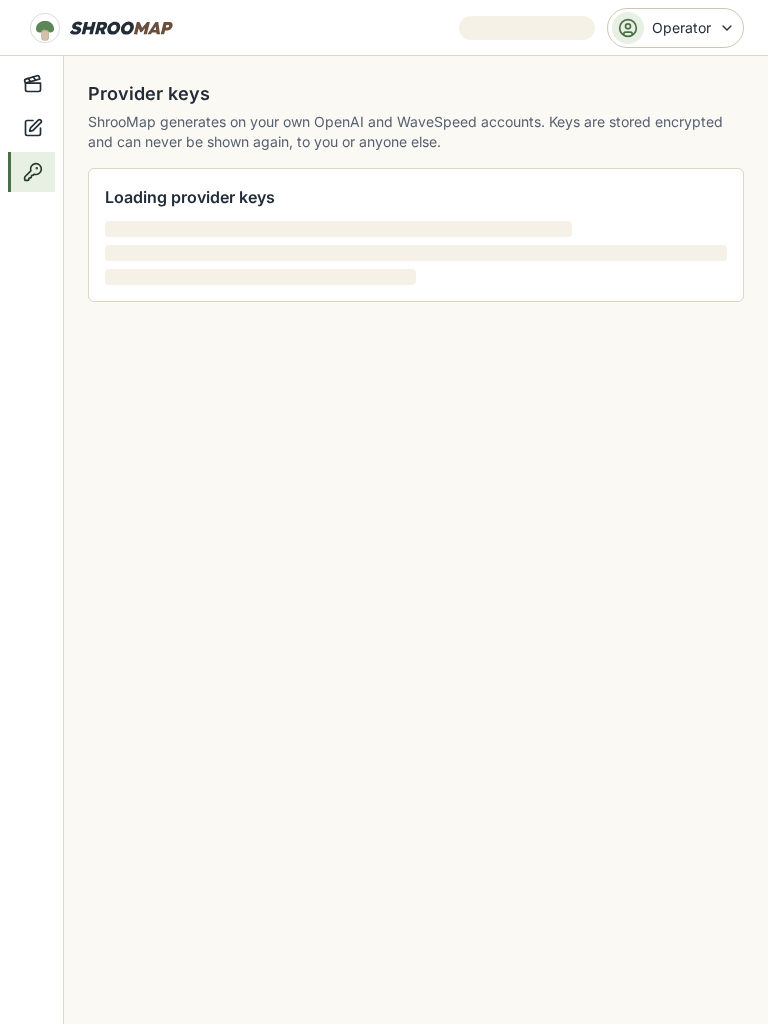 SHROOMAP
Operator
Provider keys
ShrooMap generates on your own OpenAI and WaveSpeed accounts. Keys are stored encrypted
and can never be shown again, to you or anyone else.
Loading provider keys